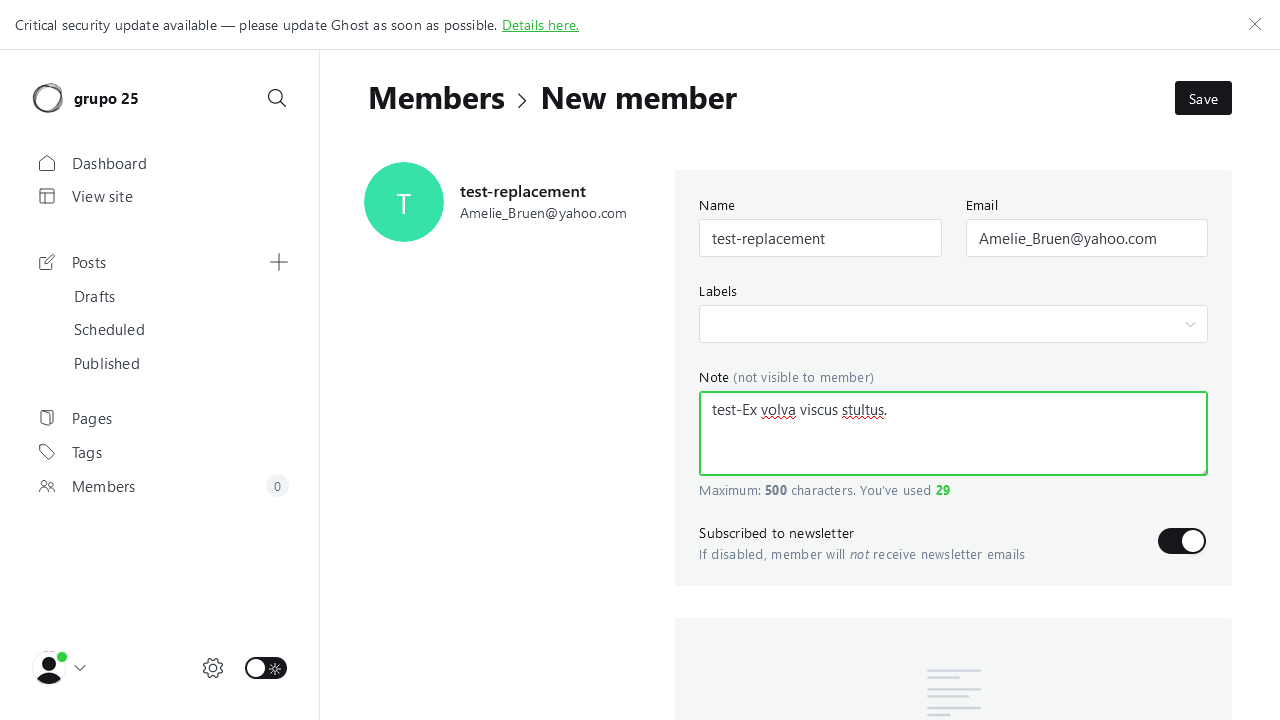 Critical security update available — please update Ghost as soon as possible. Details here.
grupo 25
Dashboard
View site
Posts
Drafts
Scheduled
Published
Pages
Tags
Members
0
Members
New member
Save
T
test-replacement
Amelie_Bruen@yahoo.com
Name
Email
test-replacement
Amelie_Bruen@yahoo.com
Labels
Note (not visible to member)
test-Ex volva viscus stultus.
Maximum: 500 characters. You've used 29
Subscribed to newsletter
If disabled, member will not receive newsletter emails